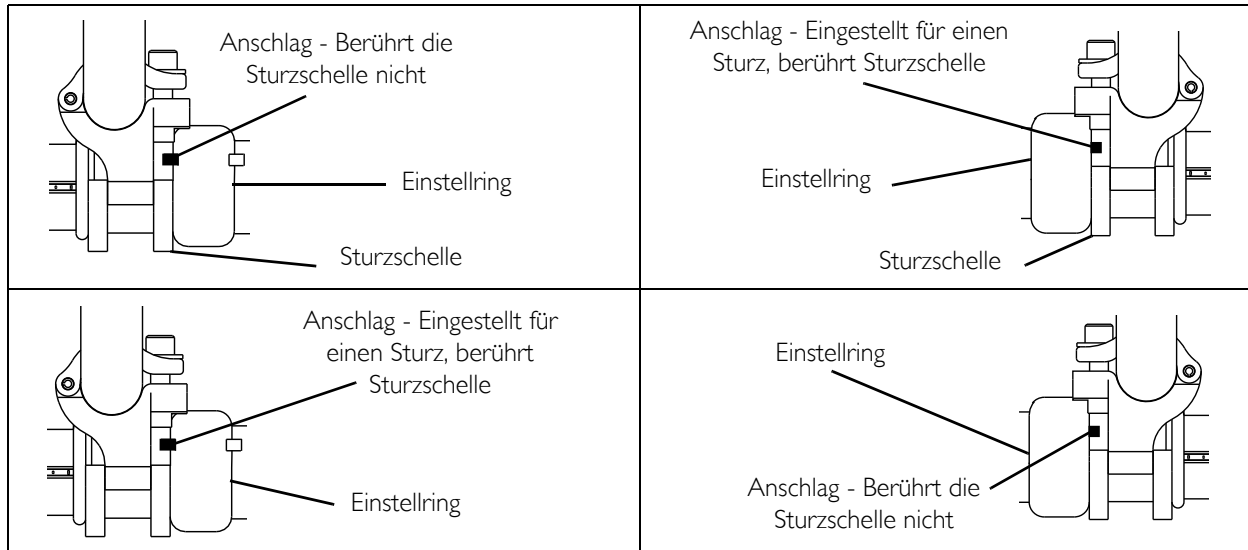 Anschlag - Berührt die
Sturzschelle nicht
Einstellring
Sturzschelle
Anschlag - Eingestellt für einen
Sturz, berührt Sturzschelle
Einstellring
Sturzschelle
Anschlag - Eingestellt für
einen Sturz, berührt
Sturzschelle
Einstellring
Einstellring
Anschlag - Berührt die
Sturzschelle nicht